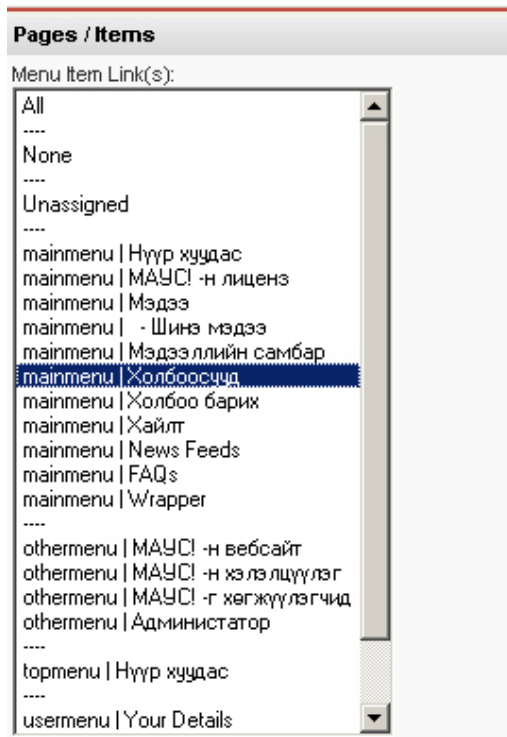 Pages / Items
Menu Item Link(s):
All
----
None
----
Unassigned
----
mainmenu | Нүүр хуудас
mainmenu | МАУС! -н лиценз
mainmenu | Мэдээ
mainmenu |   - Шинэ мэдээ
mainmenu | Мэдээллийн самбар
mainmenu | Холбоосууд
mainmenu | Холбоо барих
mainmenu | Хайлт
mainmenu | News Feeds
mainmenu | FAQs
mainmenu | Wrapper
----
othermenu | МАУС! -н вебсайт
othermenu | МАУС! -н хэлэлцүүлэг
othermenu | МАУС! -г хөгжүүлэгчид
othermenu | Администатор
----
topmenu | Нүүр хуудас
----
usermenu | Your Details